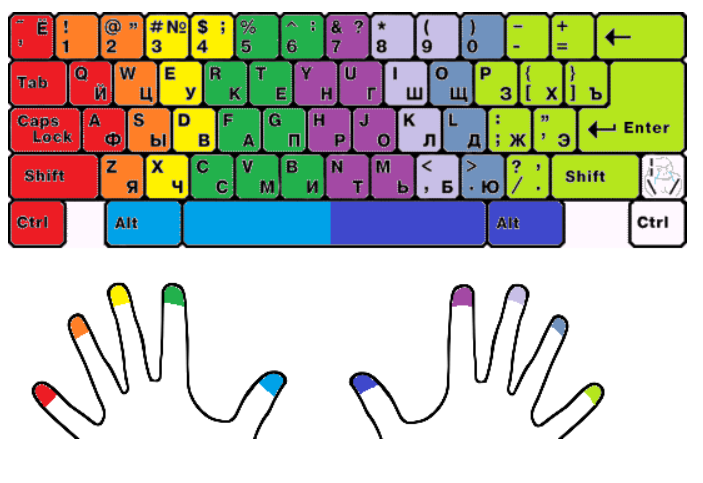 ~ Ё ! @ ” # № $ ; % ^ : & ? * ( ) _ +
’ 1 2 3 4 5 6 7 8 9 0 - =
Tab Q Й W Ц E У R К T Е Y Н U Г I Ш O Щ P З { [ Х } ] Ъ
Caps Lock A Ф S Ы D В F А G П H Р J О K Л L Д : ; Ж ” ’ Э Enter
Shift Z Я X Ч C С V М B И N Т M Ь < , Б > . Ю ? / , . Shift
Ctrl Alt Alt Ctrl